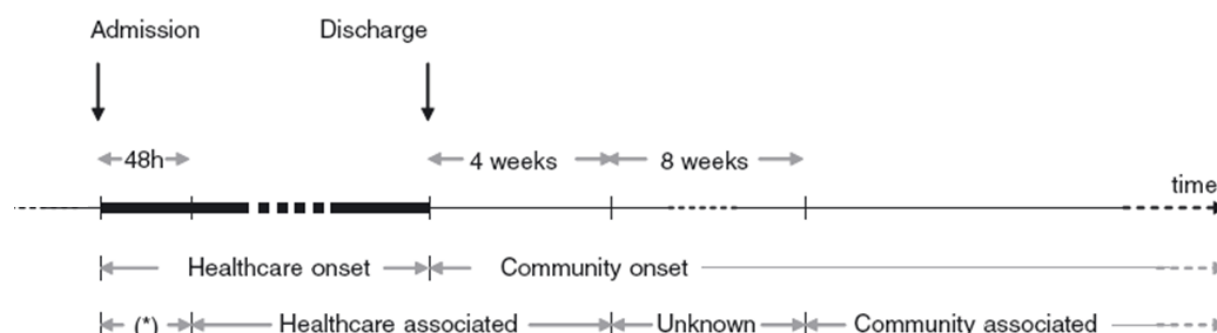 Admission Discharge
48h 4 weeks 8 weeks
time
Healthcare onset Community onset
(*) Healthcare associated Unknown Community associated